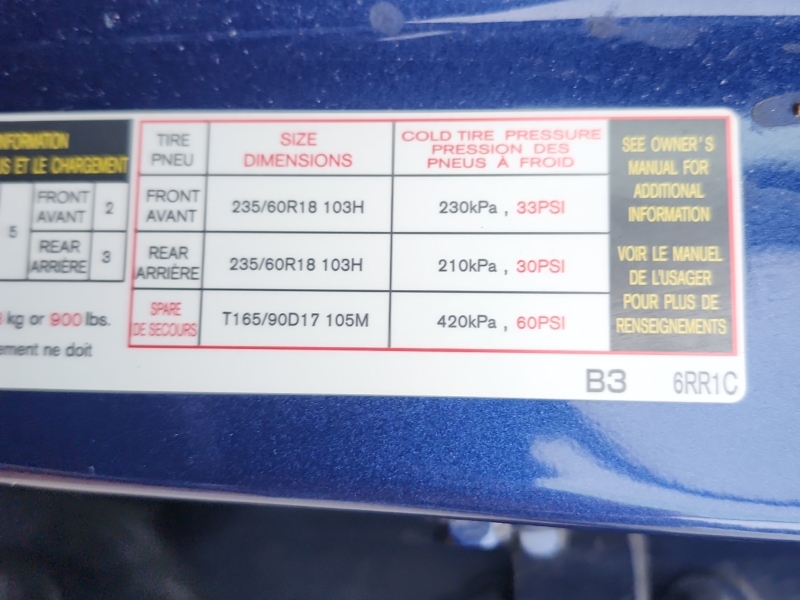 INFORMATION
ET LE CHARGEMENT
FRONT
AVANT
2
5
REAR
ARRIÈRE
3
kg or 900 lbs.
ne doit
TIRE
PNEU
SIZE
DIMENSIONS
COLD TIRE PRESSURE
PRESSION DES
PNEUS À FROID
FRONT
AVANT
235/60R18 103H
230kPa , 33PSI
REAR
ARRIÈRE
235/60R18 103H
210kPa , 30PSI
SPARE
DE SECOURS
T165/90D17 105M
420kPa , 60PSI
SEE OWNER'S
MANUAL FOR
ADDITIONAL
INFORMATION
VOIR LE MANUEL
DE L'USAGER
POUR PLUS DE
RENSEIGNEMENTS
B3
6RR1C